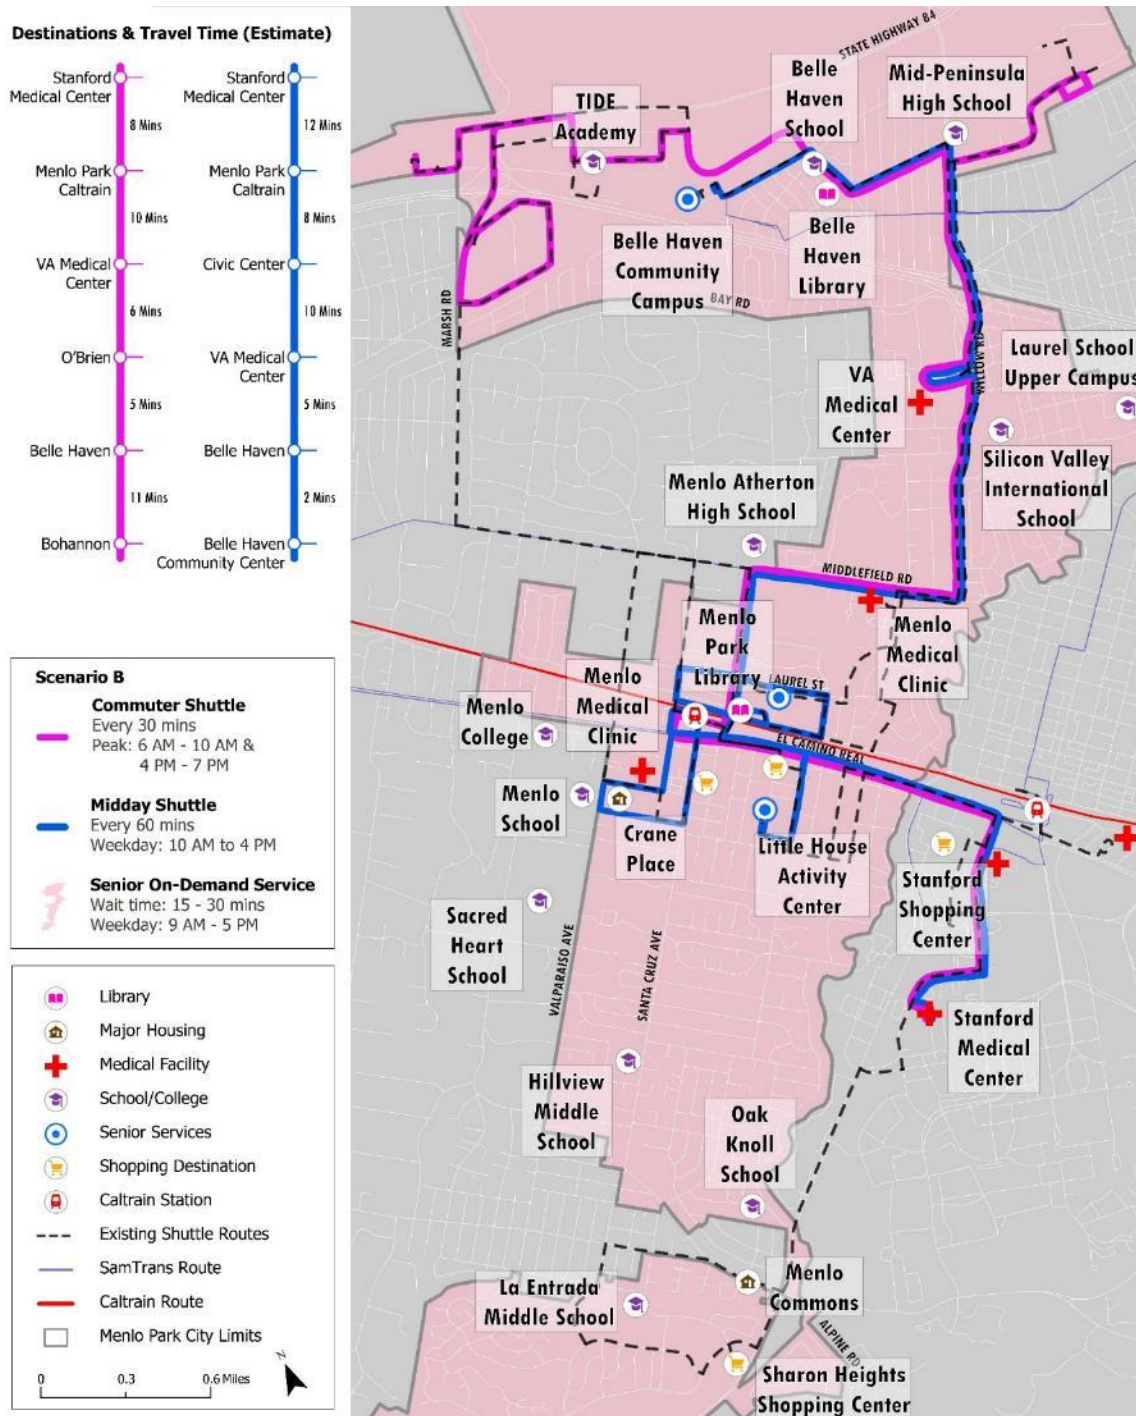 Destinations & Travel Time (Estimate)
Stanford
Medical Center
8 Mins
Menlo Park
Caltrain
10 Mins
VA Medical
Center
6 Mins
O'Brien
5 Mins
Belle Haven
11 Mins
Bohannon
Stanford
Medical Center
12 Mins
Menlo Park
Caltrain
8 Mins
Civic Center
10 Mins
VA Medical
Center
5 Mins
Belle Haven
2 Mins
Belle Haven
Community Center
Scenario B
Commuter Shuttle
Every 30 mins
Peak: 6 AM - 10 AM &
4 PM - 7 PM
Midday Shuttle
Every 60 mins
Weekday: 10 AM to 4 PM
Senior On-Demand Service
Wait time: 15 - 30 mins
Weekday: 9 AM - 5 PM
Library
Major Housing
Medical Facility
School/College
Senior Services
Shopping Destination
Caltrain Station
Existing Shuttle Routes
SamTrans Route
Caltrain Route
Menlo Park City Limits
N
0
0.3
0.6 Miles
STATE HIGHWAY 84
TIDE
Academy
Belle
Haven
School
Mid-Peninsula
High School
Belle Haven
Community
Campus
Belle
Haven
Library
BAY RD
MARSH RD
WILLOW RD
VA
Medical
Center
Laurel School
Upper Campus
Silicon Valley
International
School
Menlo Atherton
High School
MIDDLEFIELD RD
Menlo
Medical
Clinic
Menlo
Park
Library
LAUREL ST
Menlo
Medical
Clinic
Menlo
College
EL CAMINO REAL
Menlo
School
Crane
Place
Little House
Activity
Center
Stanford
Shopping
Center
Sacred
Heart
School
VALPARAISO AVE
SANTA CRUZ AVE
Stanford
Medical
Center
Hillview
Middle
School
Oak
Knoll
School
La Entrada
Middle School
Menlo
Commons
ALPINE RD
Sharon Heights
Shopping Center